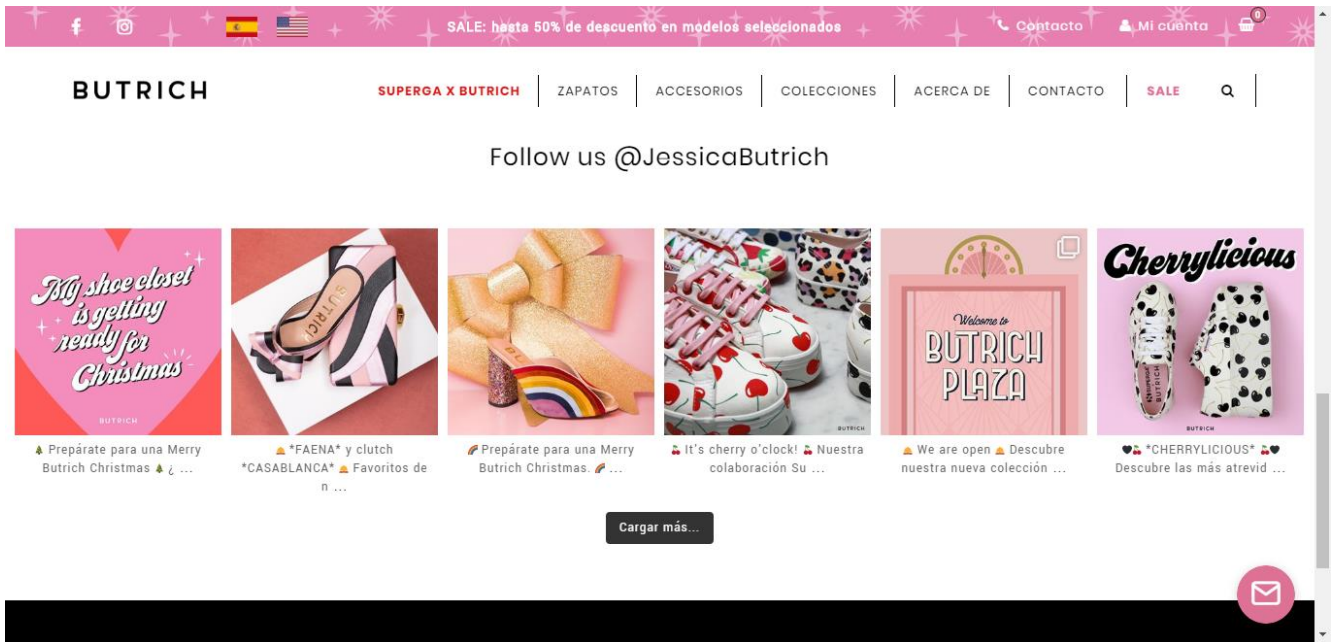 SALE: hasta 50% de descuento en modelos seleccionados
Contacto
Mi cuenta
0
BUTRICH
SUPERGA X BUTRICH
ZAPATOS
ACCESORIOS
COLECCIONES
ACERCA DE
CONTACTO
SALE
Follow us @JessicaButrich
My shoe closet
is getting
ready for
Christmas
BUTRICH
BUTRICH
BUTRICH
Welcome to
BUTRICH
PLAZA
Cherrylicious
SUPERGA
BUTRICH
BUTRICH
🌲 Prepárate para una Merry
Butrich Christmas 🌲 ¿ ...
🛎 *FAENA* y clutch
*CASABLANCA* 🛎 Favoritos de
n ...
🌈 Prepárate para una Merry
Butrich Christmas. 🌈 ...
🍒 It's cherry o'clock! 🍒 Nuestra
colaboración Su ...
🛎 We are open 🛎 Descubre
nuestra nueva colección ...
🖤🍒 *CHERRYLICIOUS* 🍒🖤
Descubre las más atrevid ...
Cargar más...